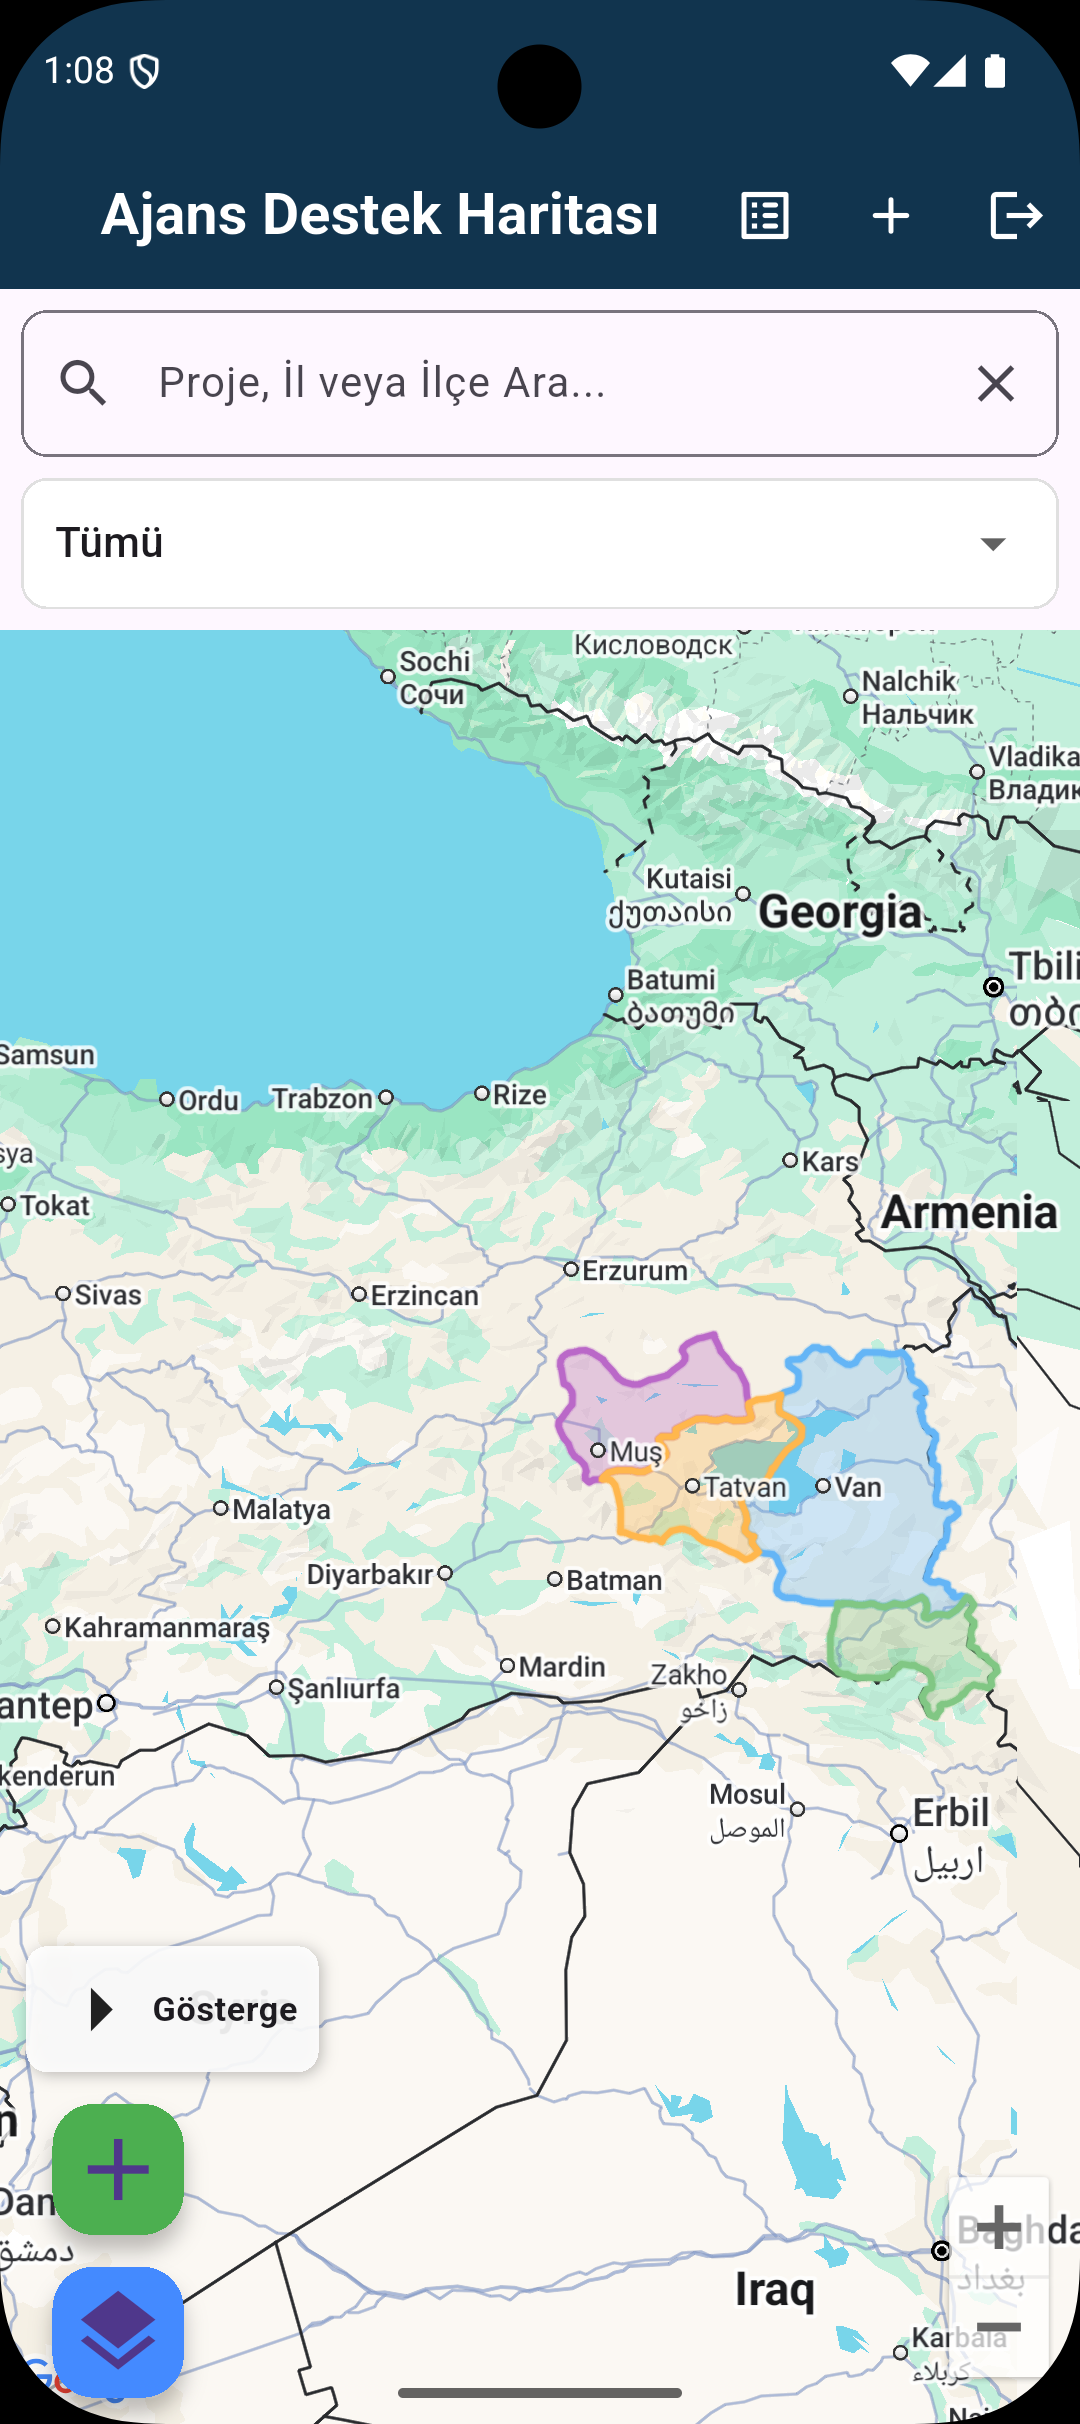 1:08
Ajans Destek Haritası
Proje, İl veya İlçe Ara...
Tümü
Кисловодск
Sochi
Сочи
Nalchik
Нальчик
Vladika
Владик
Kutaisi
ქუთაისი
Georgia
Tbili
Batumi
ბათუმი
Samsun
Ordu
Trabzon
Rize
sya
Kars
Tokat
Armenia
Erzurum
Sivas
Erzincan
Muş
Tatvan
Van
Malatya
Diyarbakır
Batman
Kahramanmaraş
Mardin
Şanlıurfa
Zakho
زاخو
antep
kenderun
Mosul
الموصل
Erbil
اربيل
Gösterge
n
Dam
دمشق
Baghda
بغداد
Iraq
Karbala
كربلاء